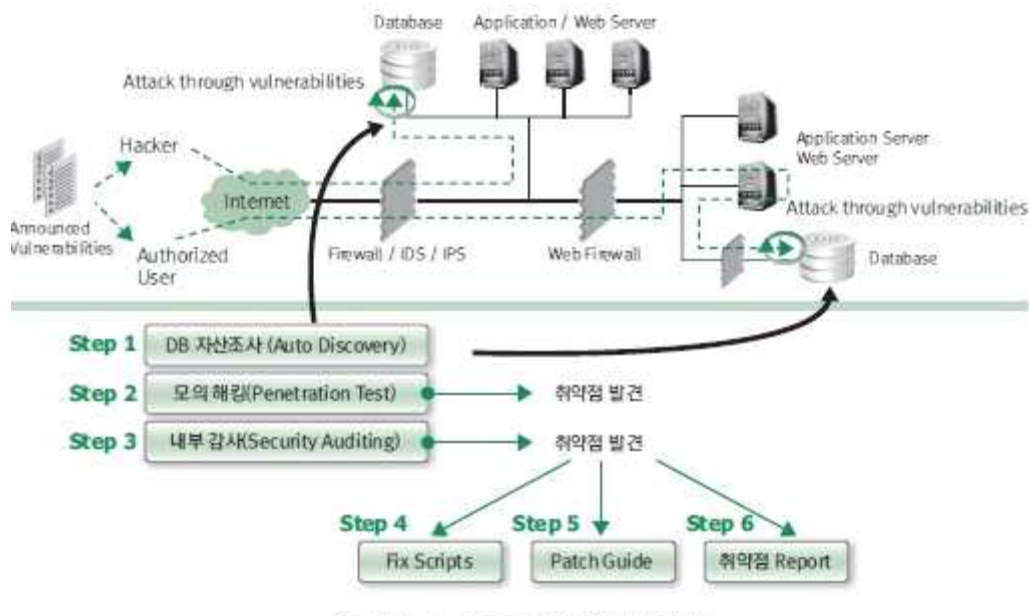 Database
Application / Web Server
Attack through vulnerabilities
Hacker
Application Server
Web Server
Internet
Announced
Vulnerabilities
Attack through vulnerabilities
Authorized
User
Firewall / IDS / IPS
Web Firewall
Database
Step 1
DB 자산조사 (Auto Discovery)
Step 2
모의 해킹(Penetration Test)
취약점 발견
Step 3
내부 감사(Security Auditing)
취약점 발견
Step 4
Step 5
Step 6
Fix Scripts
Patch Guide
취약점 Report